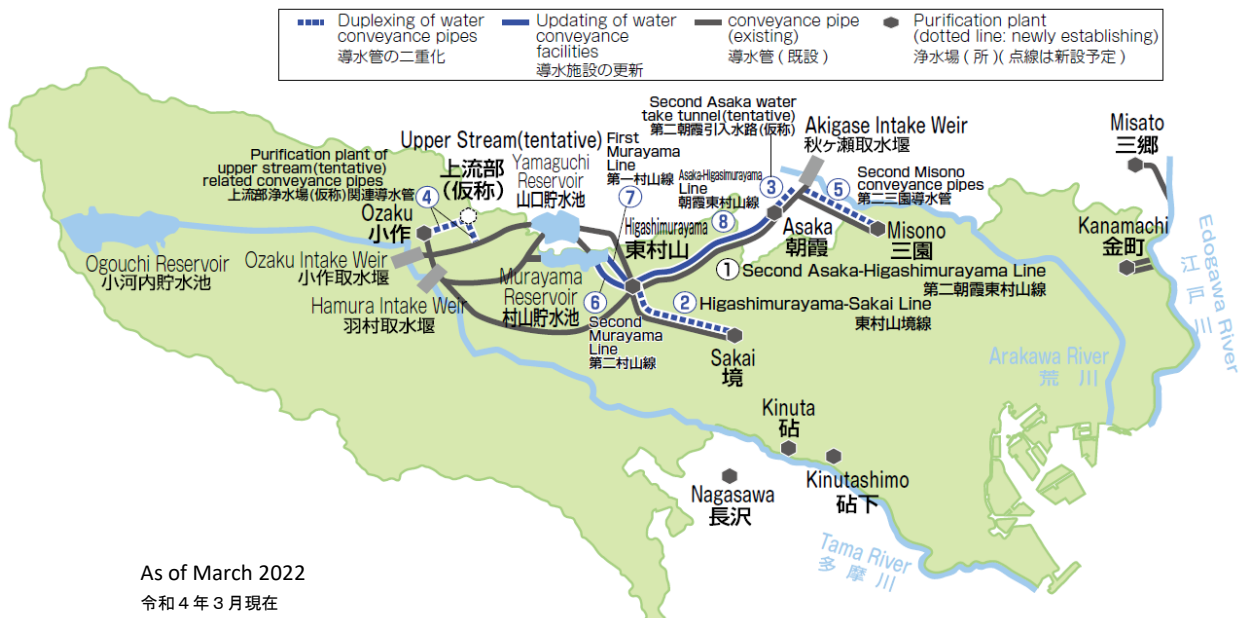 Duplexing of water
conveyance pipes
導水管の二重化
Updating of water
conveyance
facilities
導水施設の更新
conveyance pipe
(existing)
導水管(既設)
Purification plant
(dotted line: newly establishing)
浄水場(所)(点線は新設予定)
Second Asaka water
take tunnel(tentative)
第二朝霞引入水路(仮称)
Akigase Intake Weir
秋ヶ瀬取水堰
Misato
三郷
Upper Stream(tentative)
上流部
(仮称)
First
Murayama
Line
第一村山線
⑦
Purification plant of
upper stream(tentative)
related conveyance pipes
上流部浄水場(仮称)関連導水管
④
Yamaguchi
Reservoir
山口貯水池
Asaka-Higasimurayama
Line
朝霞東村山線
⑧
③
⑤
Second Misono
conveyance pipes
第二三園導水管
Ozaku
小作
Higashimurayama
東村山
Asaka
朝霞
Misono
三園
Kanamachi
金町
Edogawa River
江戸川
Ogouchi Reservoir
小河内貯水池
Ozaku Intake Weir
小作取水堰
Hamura Intake Weir
羽村取水堰
Murayama
Reservoir
村山貯水池
① Second Asaka-Higashimurayama Line
第二朝霞東村山線
⑥
Second
Murayama
Line
第二村山線
② Higashimurayama-Sakai Line
東村山境線
Sakai
境
Arakawa River
荒川
Kinuta
砧
Kinutashimo
砧下
Nagasawa
長沢
Tama River
多摩川
As of March 2022
令和４年３月現在